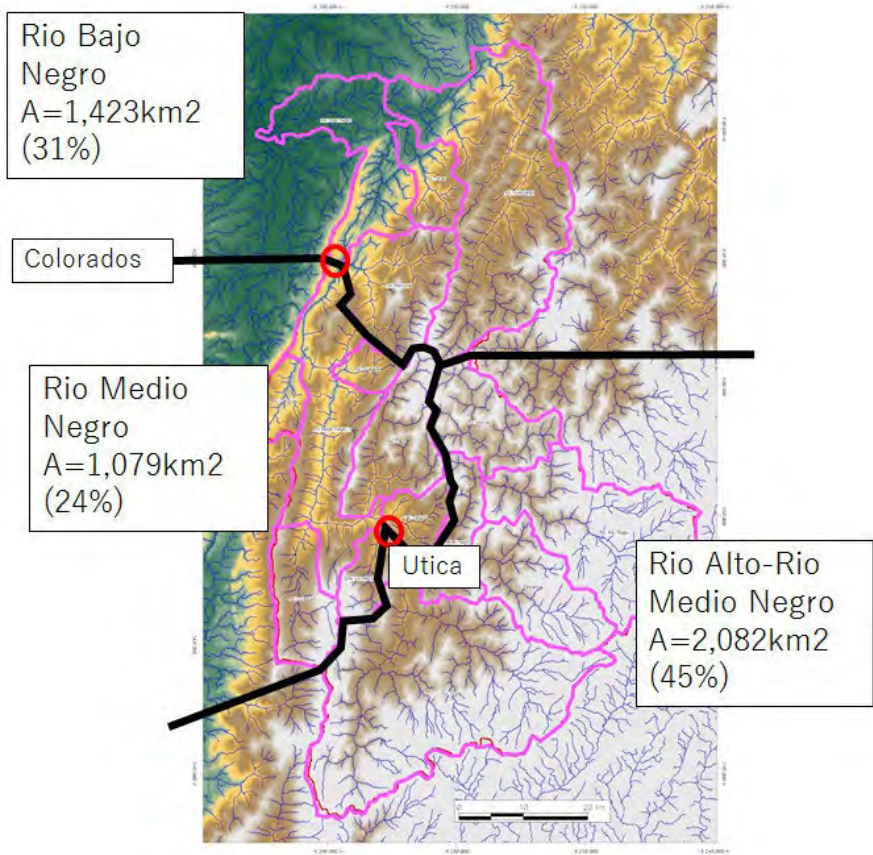 Rio Bajo
Negro
A=1,423km2
(31%)
Colorados
Rio Medio
Negro
A=1,079km2
(24%)
Utica
Rio Alto-Rio
Medio Negro
A=2,082km2
(45%)
0
20 km